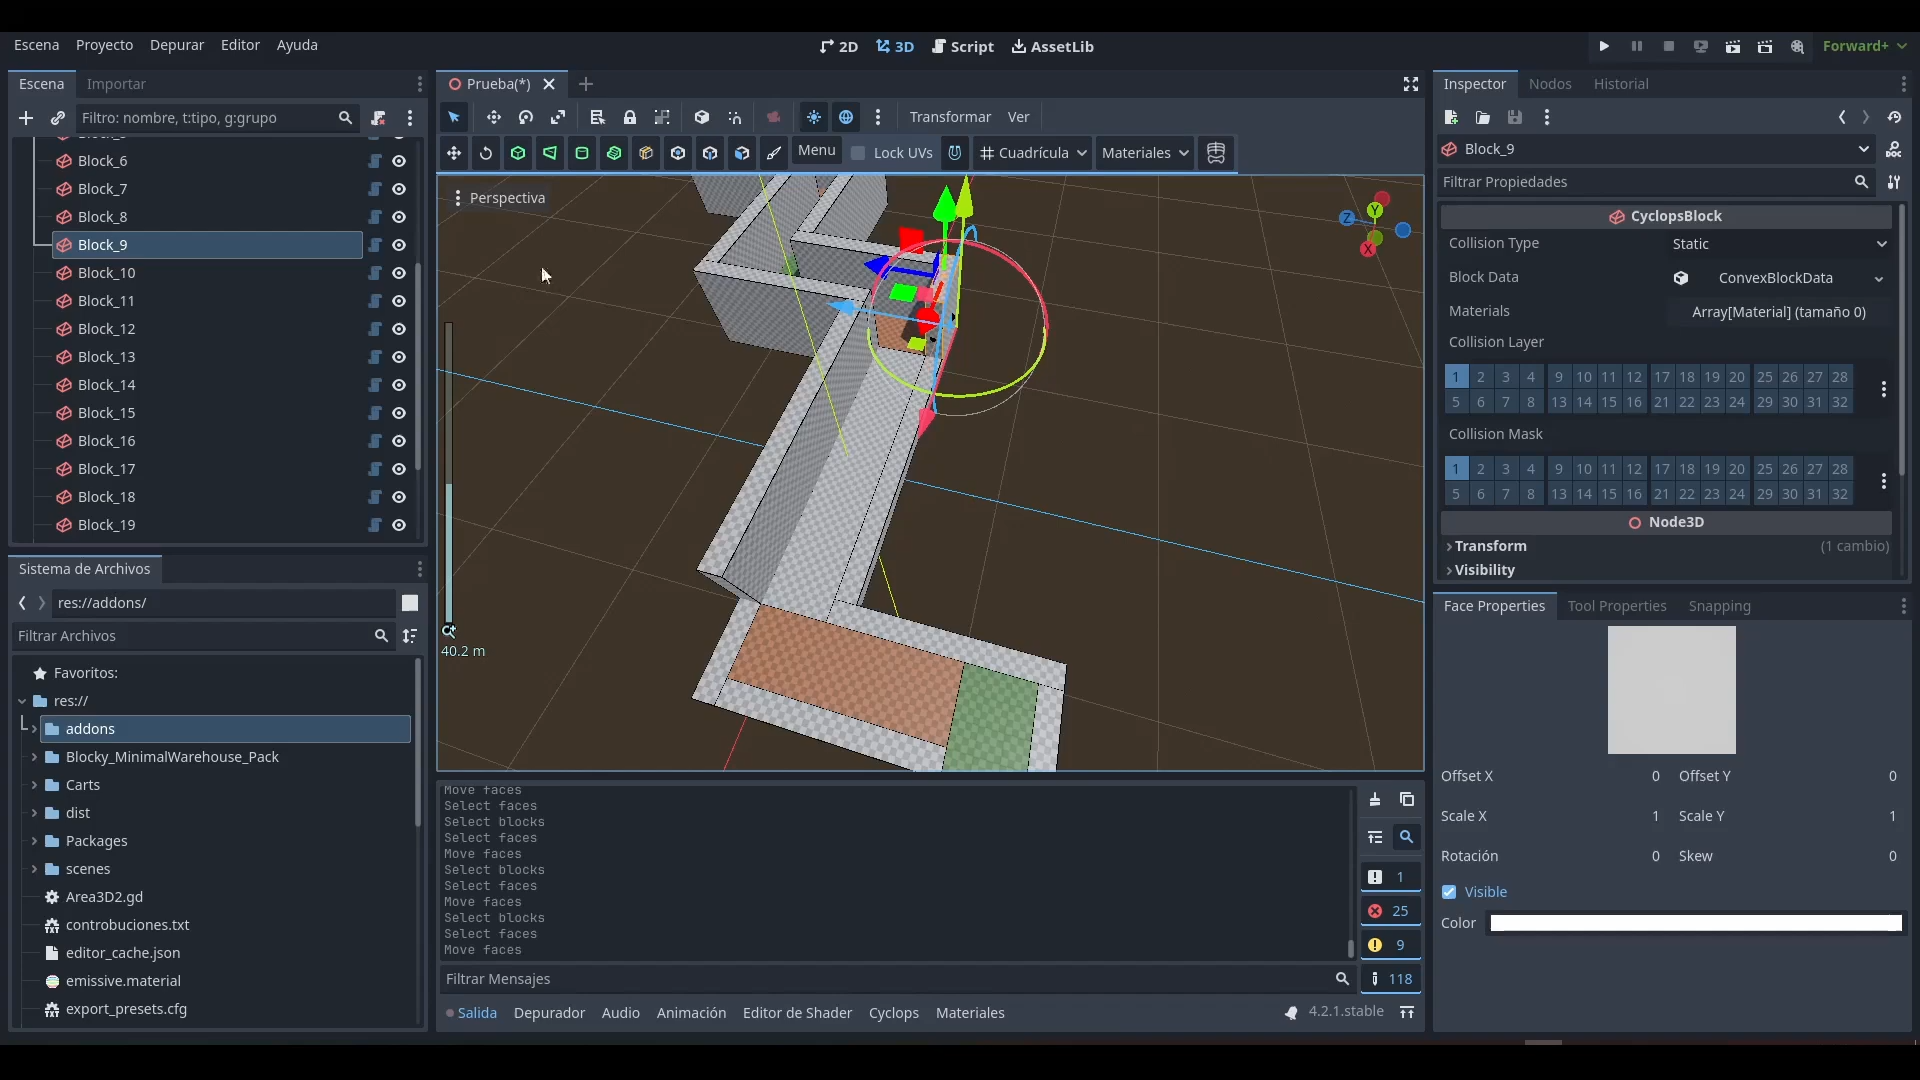 Escena Proyecto Depurar Editor Ayuda
2D 3D Script AssetLib
Forward+
Escena Importar
Filtro: nombre, t:tipo, g:grupo
Block_6
Block_7
Block_8
Block_9
Block_10
Block_11
Block_12
Block_13
Block_14
Block_15
Block_16
Block_17
Block_18
Block_19
Sistema de Archivos
res://addons/
Filtrar Archivos
Favoritos:
res://
addons
Blocky_MinimalWarehouse_Pack
Carts
dist
Packages
scenes
Area3D2.gd
controbuciones.txt
editor_cache.json
emissive.material
export_presets.cfg
Prueba(*)
Transformar Ver
Menu Lock UVs Cuadrícula Materiales
Perspectiva
Y
Z
X
40.2 m
Move faces
Select faces
Select blocks
Select faces
Move faces
Select blocks
Select faces
Move faces
Select blocks
Select faces
Move faces
1
25
9
118
Filtrar Mensajes
Salida Depurador Audio Animación Editor de Shader Cyclops Materiales 4.2.1.stable
Inspector Nodos Historial
Block_9
DOC
Filtrar Propiedades
CyclopsBlock
Collision Type Static
Block Data ConvexBlockData
Materials Array[Material] (tamaño 0)
Collision Layer
1 2 3 4 9 10 11 12 17 18 19 20 25 26 27 28
5 6 7 8 13 14 15 16 21 22 23 24 29 30 31 32
Collision Mask
1 2 3 4 9 10 11 12 17 18 19 20 25 26 27 28
5 6 7 8 13 14 15 16 21 22 23 24 29 30 31 32
Node3D
Transform (1 cambio)
Visibility
Face Properties Tool Properties Snapping
Offset X 0 Offset Y 0
Scale X 1 Scale Y 1
Rotación 0 Skew 0
Visible
Color